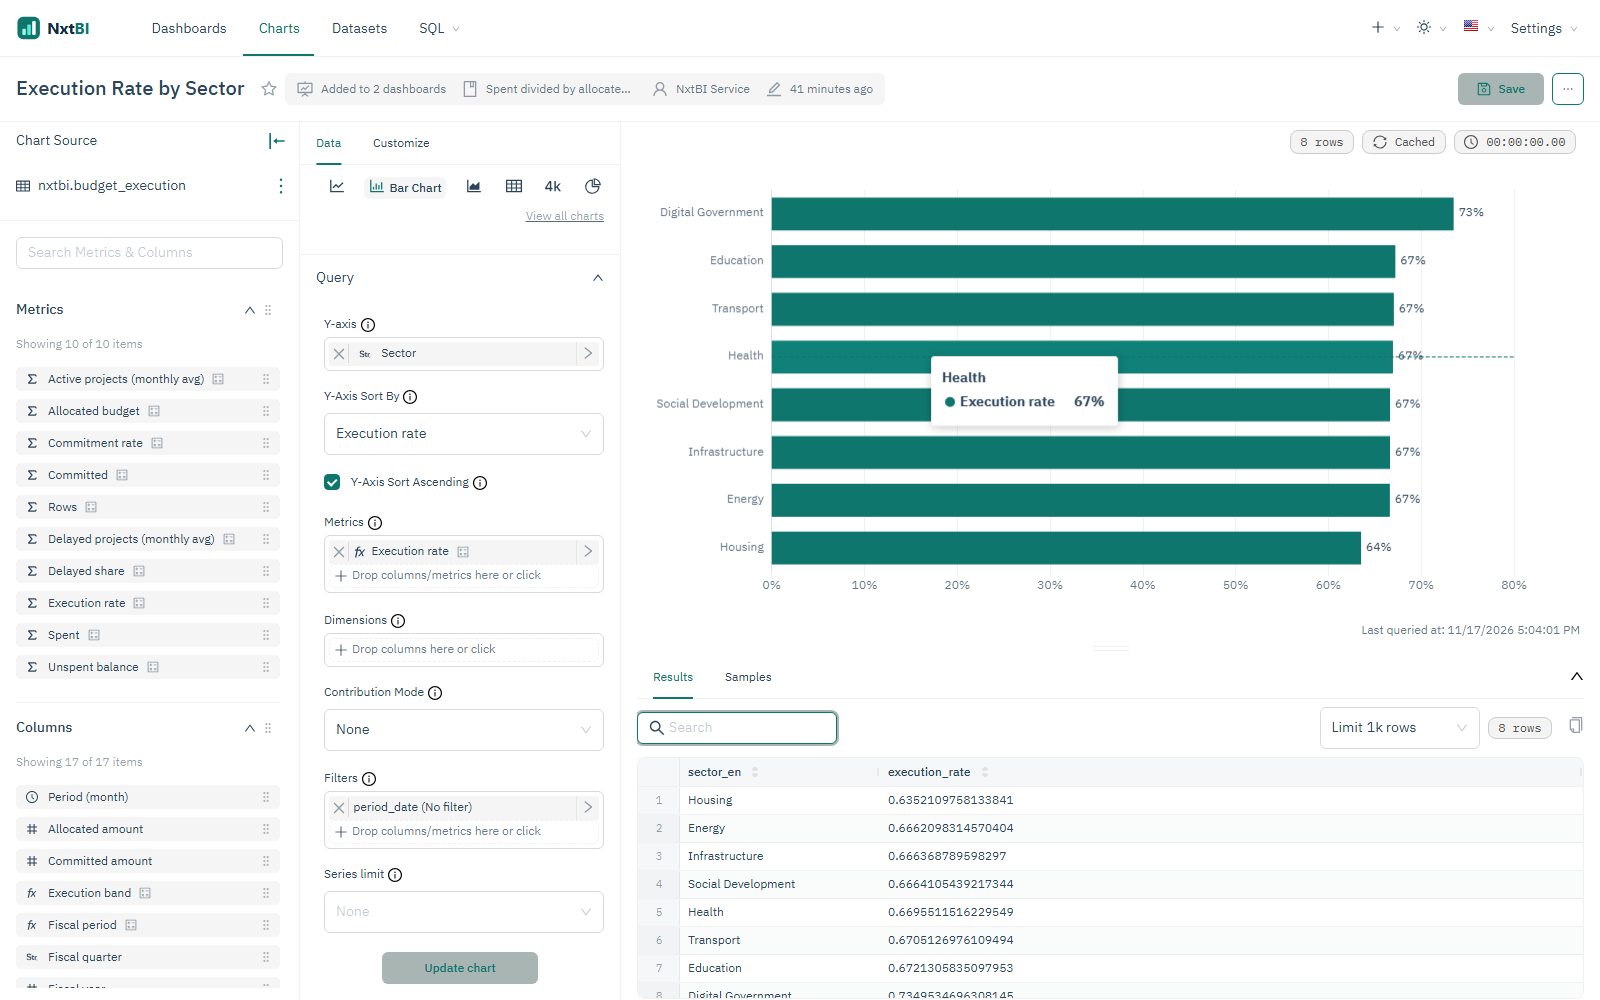 NxtBI
Dashboards
Charts
Datasets
SQL
Settings
Execution Rate by Sector
Added to 2 dashboards
Spent divided by allocate...
NxtBI Service
41 minutes ago
Save
...
Chart Source
nxtbi.budget_execution
Search Metrics & Columns
Metrics
Showing 10 of 10 items
Active projects (monthly avg)
Allocated budget
Commitment rate
Committed
Rows
Delayed projects (monthly avg)
Delayed share
Execution rate
Spent
Unspent balance
Columns
Showing 17 of 17 items
Period (month)
# Allocated amount
# Committed amount
fx Execution band
fx Fiscal period
Str. Fiscal quarter
Data
Customize
Bar Chart
4k
View all charts
Query
Y-axis
Str. Sector
Y-Axis Sort By
Execution rate
Y-Axis Sort Ascending
Metrics
fx Execution rate
Drop columns/metrics here or click
Dimensions
Drop columns here or click
Contribution Mode
None
Filters
period_date (No filter)
Drop columns/metrics here or click
Series limit
None
Update chart
8 rows
Cached
00:00:00.00
Digital Government 73%
Education 67%
Transport 67%
Health 67%
Social Development 67%
Infrastructure 67%
Energy 67%
Housing 64%
0% 10% 20% 30% 40% 50% 60% 70% 80%
Health
Execution rate 67%
Last queried at: 11/17/2026 5:04:01 PM
Results
Samples
Search
Limit 1k rows
8 rows
sector_en execution_rate
1 Housing 0.6352109758133841
2 Energy 0.6662098314570404
3 Infrastructure 0.666368789598297
4 Social Development 0.6664105439217344
5 Health 0.6695511516229549
6 Transport 0.6705126976109494
7 Education 0.6721305835097953
8 Digital Government 0.7349534696308145